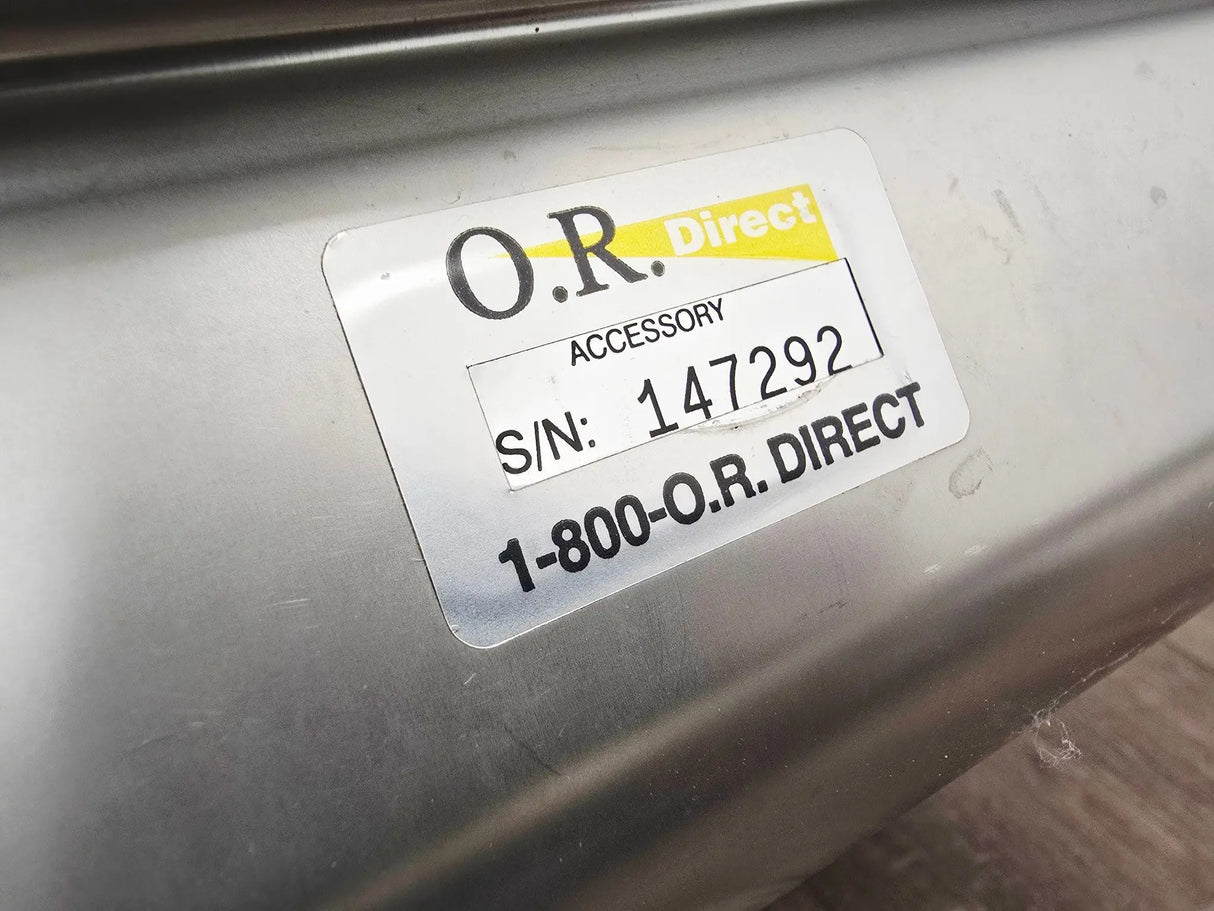 O.R. Direct
ACCESSORY
S/N: 147292
1-800-O.R. DIRECT